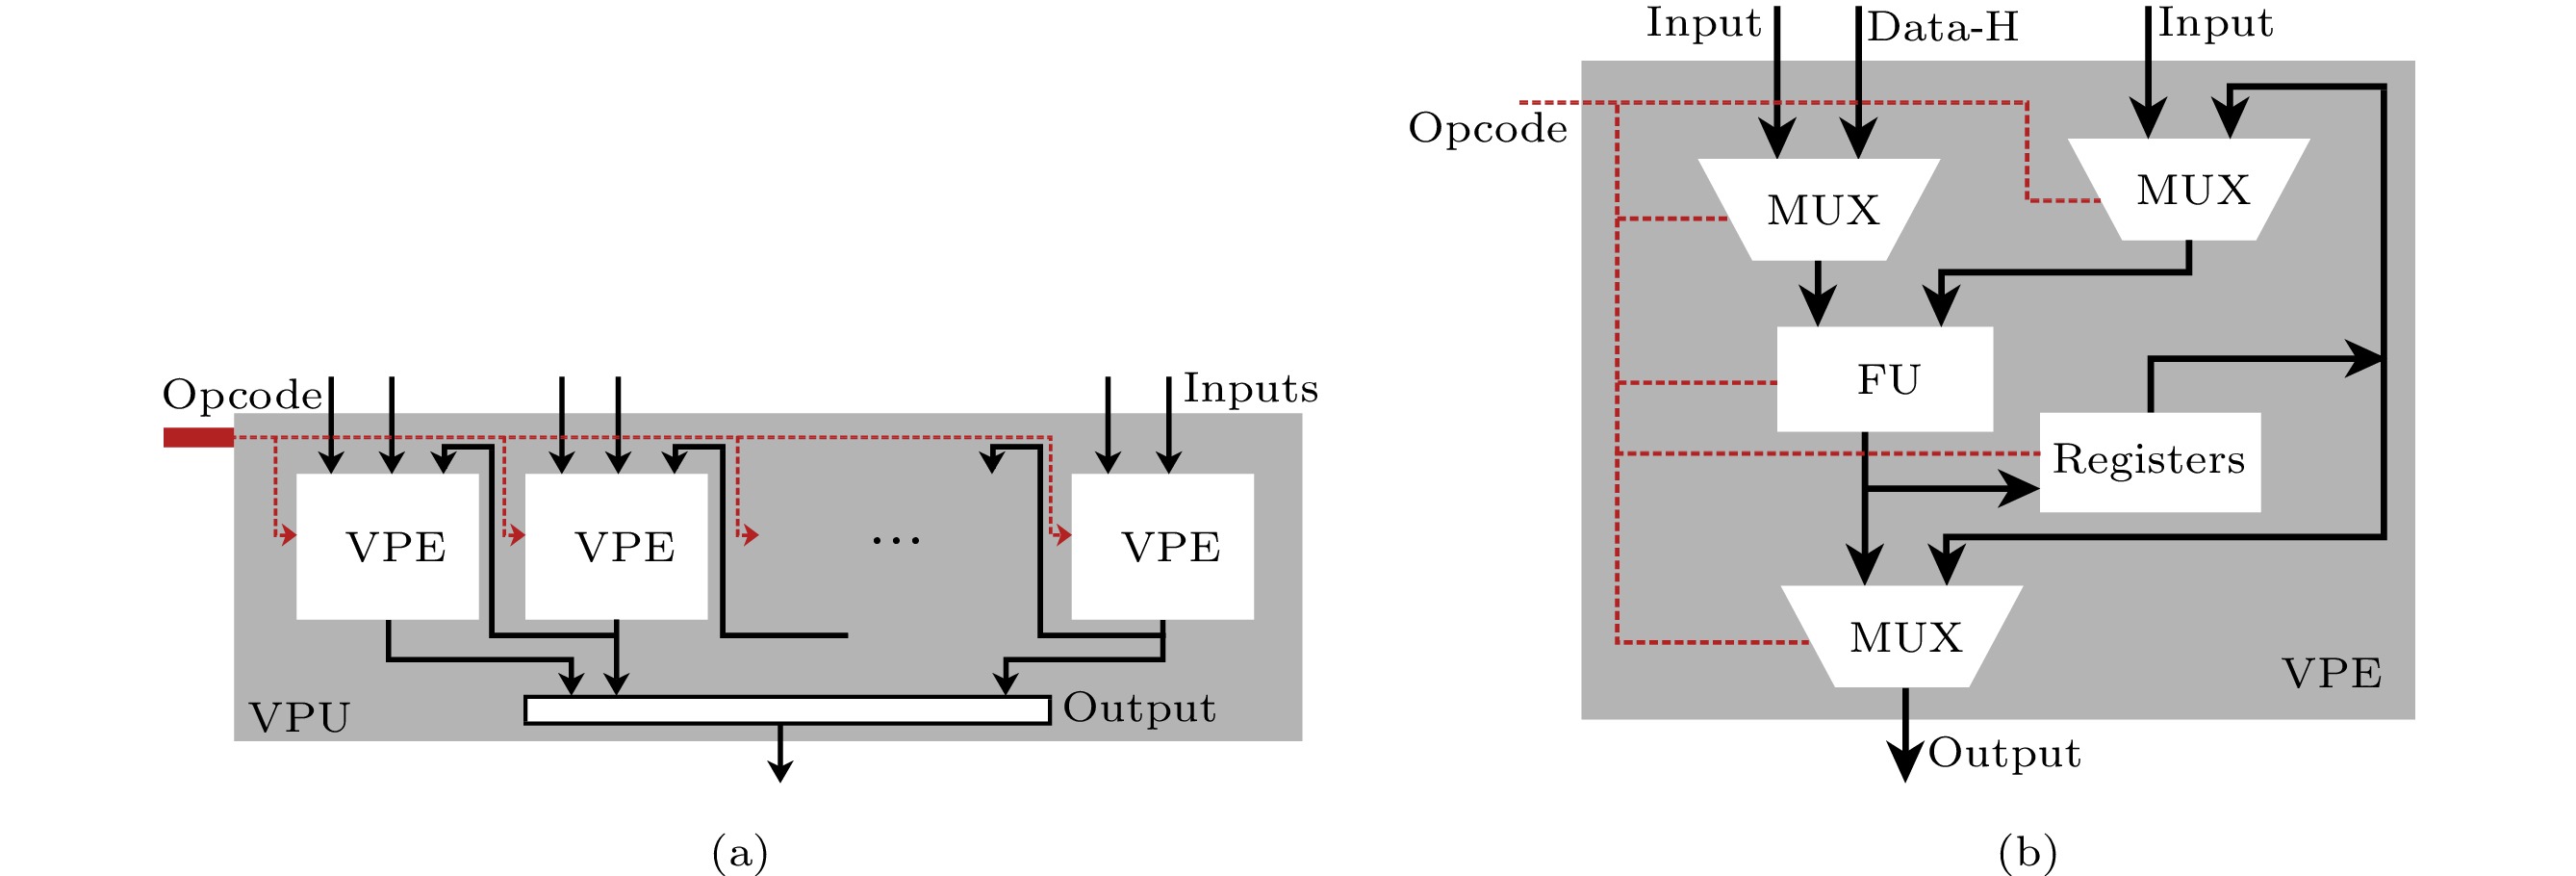 Opcode
Inputs
VPE
VPE
...
VPE
VPU
Output
(a)
Input
Data-H
Input
Opcode
MUX
MUX
FU
Registers
MUX
VPE
Output
(b)